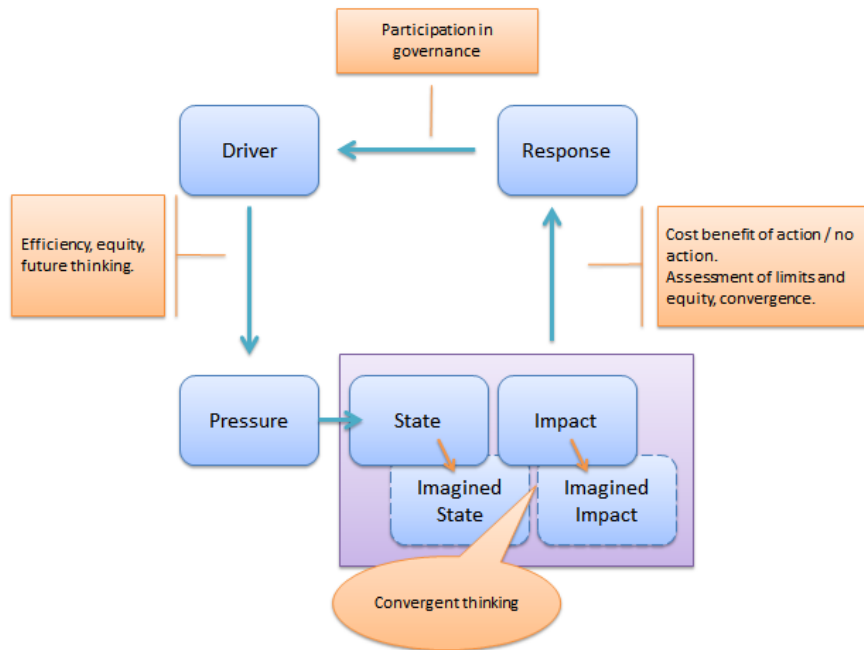 Participation in
governance
Driver
Response
Efficiency, equity,
future thinking.
Cost benefit of action / no
action.
Assessment of limits and
equity, convergence.
Pressure
State
Impact
Imagined
State
Imagined
Impact
Convergent thinking